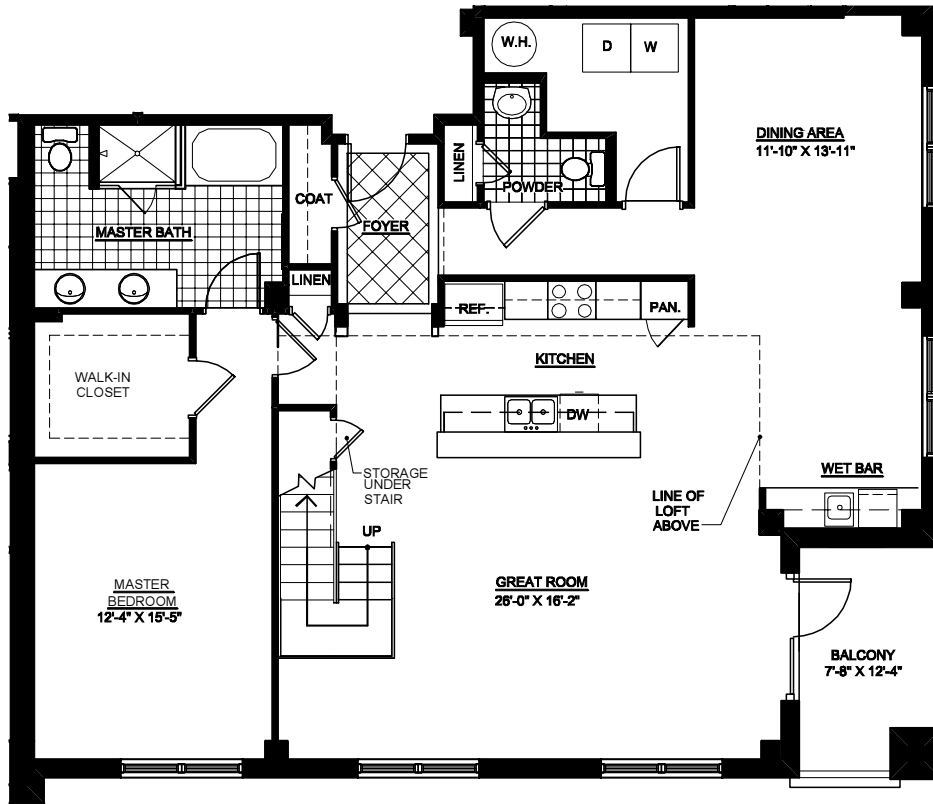 W.H.
D
W
DINING AREA
11'-10" X 13'-11"
LINEN
POWDER
COAT
FOYER
MASTER BATH
LINEN
REF.
PAN.
KITCHEN
WALK-IN
CLOSET
DW
STORAGE
UNDER
STAIR
WET BAR
LINE OF
LOFT
ABOVE
UP
MASTER
BEDROOM
12'-4" X 15'-5"
GREAT ROOM
26'-0" X 16'-2"
BALCONY
7'-8" X 12'-4"